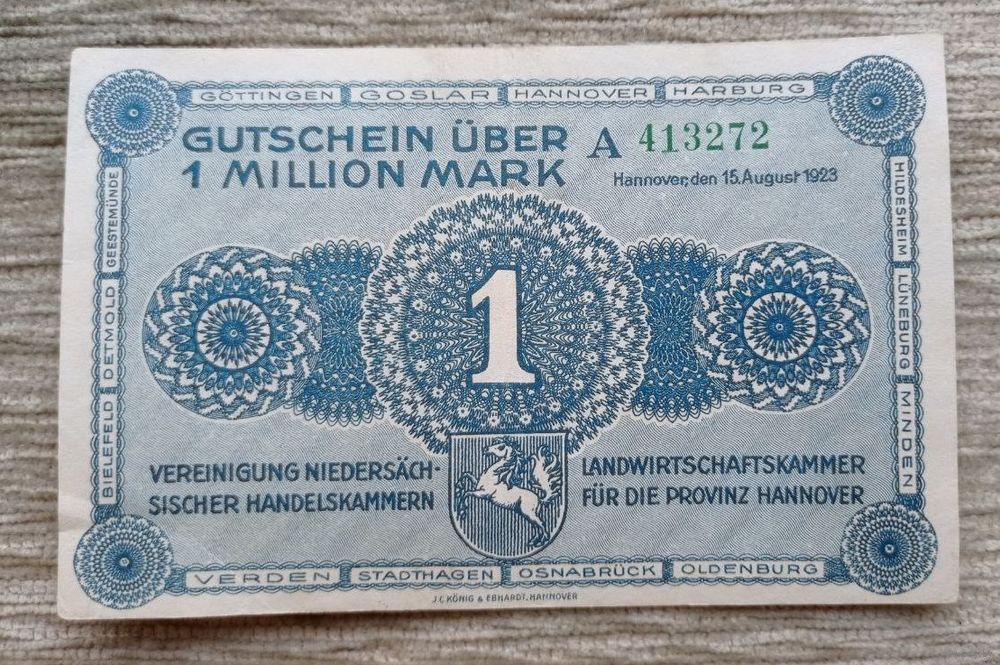 GÖTTINGEN GOSLAR HANNOVER HARBURG
GUTSCHEIN ÜBER
1 MILLION MARK
A 413272
Hannover, den 15. August 1923
GEESTEMÜNDE
DETMOLD
BIELEFELD
HILDESHEIM
LÜNEBURG
MINDEN
1
VEREINIGUNG NIEDERSÄCH-
SISCHER HANDELSKAMMERN
LANDWIRTSCHAFTSKAMMER
FÜR DIE PROVINZ HANNOVER
VERDEN STADTHAGEN OSNABRÜCK OLDENBURG
J.C. KÖNIG & EBHARDT, HANNOVER